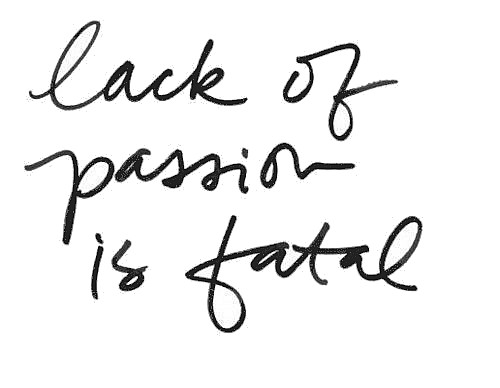 lack of
passion
is fatal